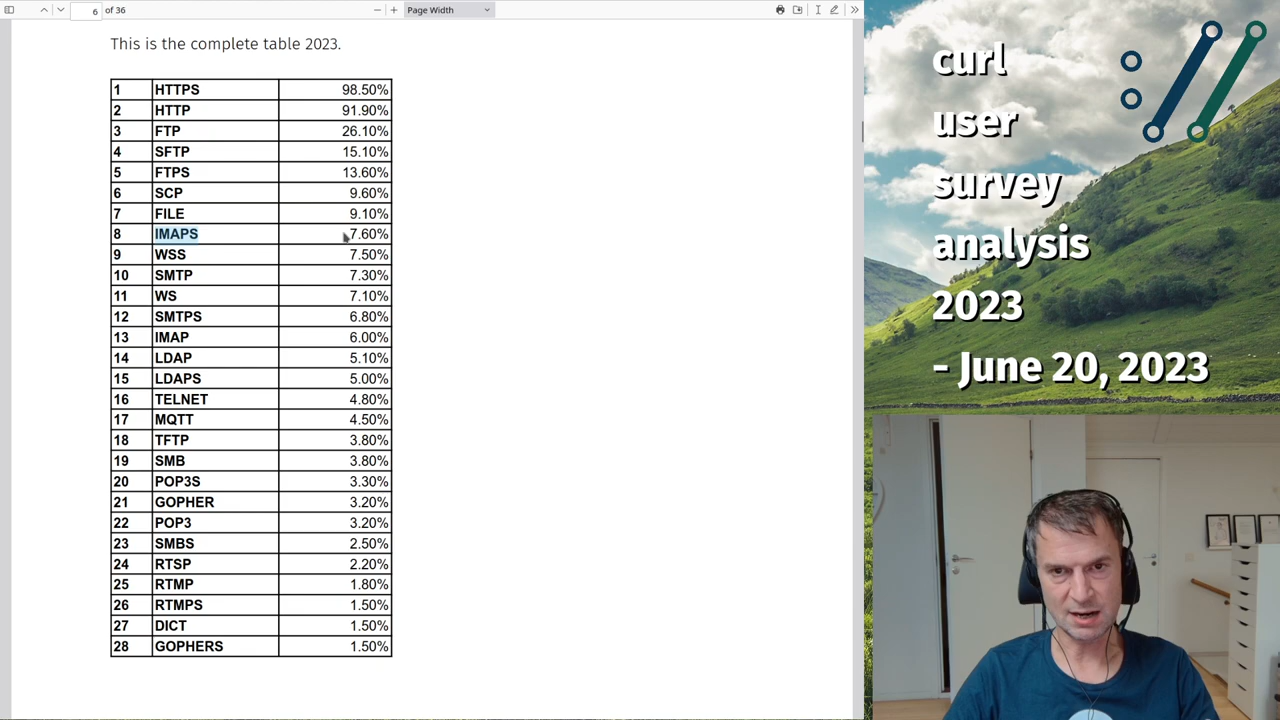 6 of 36
Page Width
This is the complete table 2023.
1 HTTPS 98.50%
2 HTTP 91.90%
3 FTP 26.10%
4 SFTP 15.10%
5 FTPS 13.60%
6 SCP 9.60%
7 FILE 9.10%
8 IMAPS 7.60%
9 WSS 7.50%
10 SMTP 7.30%
11 WS 7.10%
12 SMTPS 6.80%
13 IMAP 6.00%
14 LDAP 5.10%
15 LDAPS 5.00%
16 TELNET 4.80%
17 MQTT 4.50%
18 TFTP 3.80%
19 SMB 3.80%
20 POP3S 3.30%
21 GOPHER 3.20%
22 POP3 3.20%
23 SMBS 2.50%
24 RTSP 2.20%
25 RTMP 1.80%
26 RTMPS 1.50%
27 DICT 1.50%
28 GOPHERS 1.50%
curl
user
survey
analysis
2023
- June 20, 2023